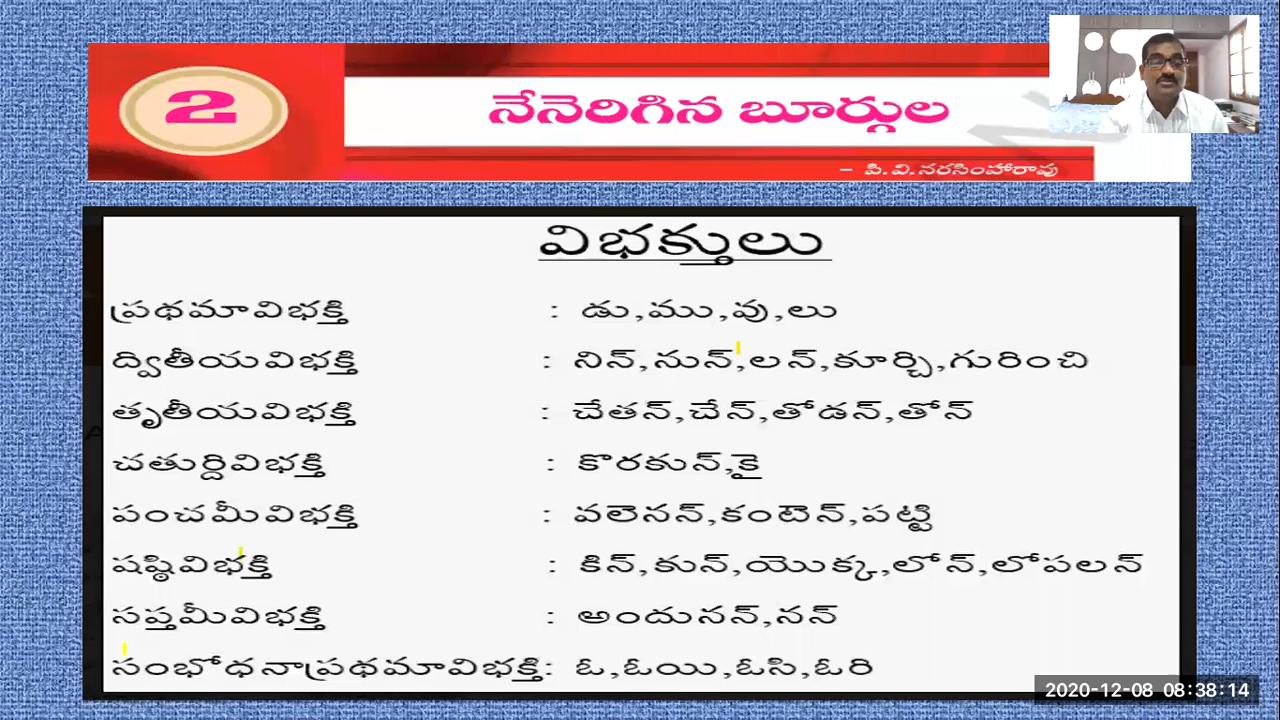 2
నేనెరిగిన బూర్గుల
– పి.వి.నరసింహారావు
విభక్తులు
ప్రథమావిభక్తి : డు,ము,వు,లు
ద్వితీయవిభక్తి : నిన్,నున్,లన్,కూర్చి,గురించి
తృతీయవిభక్తి : చేతన్,చేన్,తోడన్,తోన్
చతుర్దివిభక్తి : కొరకున్,కై
పంచమీవిభక్తి : వలెనన్,కంటెన్,పట్టి
షష్ఠివిభక్తి : కిన్,కున్,యొక్క,లోన్,లోపలన్
సప్తమీవిభక్తి : అందునన్,నన్
సంభోధనాప్రథమావిభక్తి: ఓ,ఓయి,ఓసి,ఓరి
2020-12-08 08:38:14